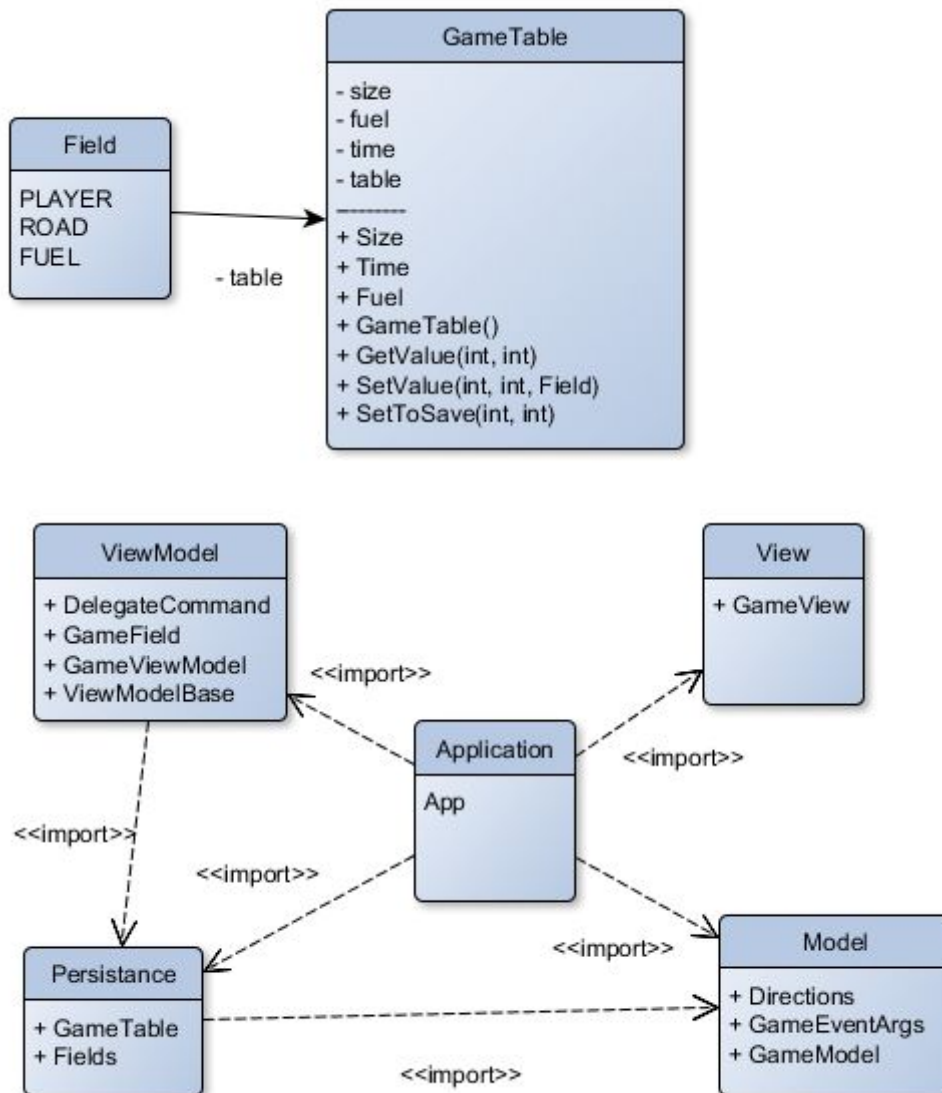 GameTable
- size
- fuel
- time
- table
---------
+ Size
+ Time
+ Fuel
+ GameTable()
+ GetValue(int, int)
+ SetValue(int, int, Field)
+ SetToSave(int, int)
Field
PLAYER
ROAD
FUEL
- table
ViewModel
+ DelegateCommand
+ GameField
+ GameViewModel
+ ViewModelBase
View
+ GameView
<<import>>
<<import>>
Application
App
<<import>>
<<import>>
<<import>>
Persistance
+ GameTable
+ Fields
Model
+ Directions
+ GameEventArgs
+ GameModel
<<import>>